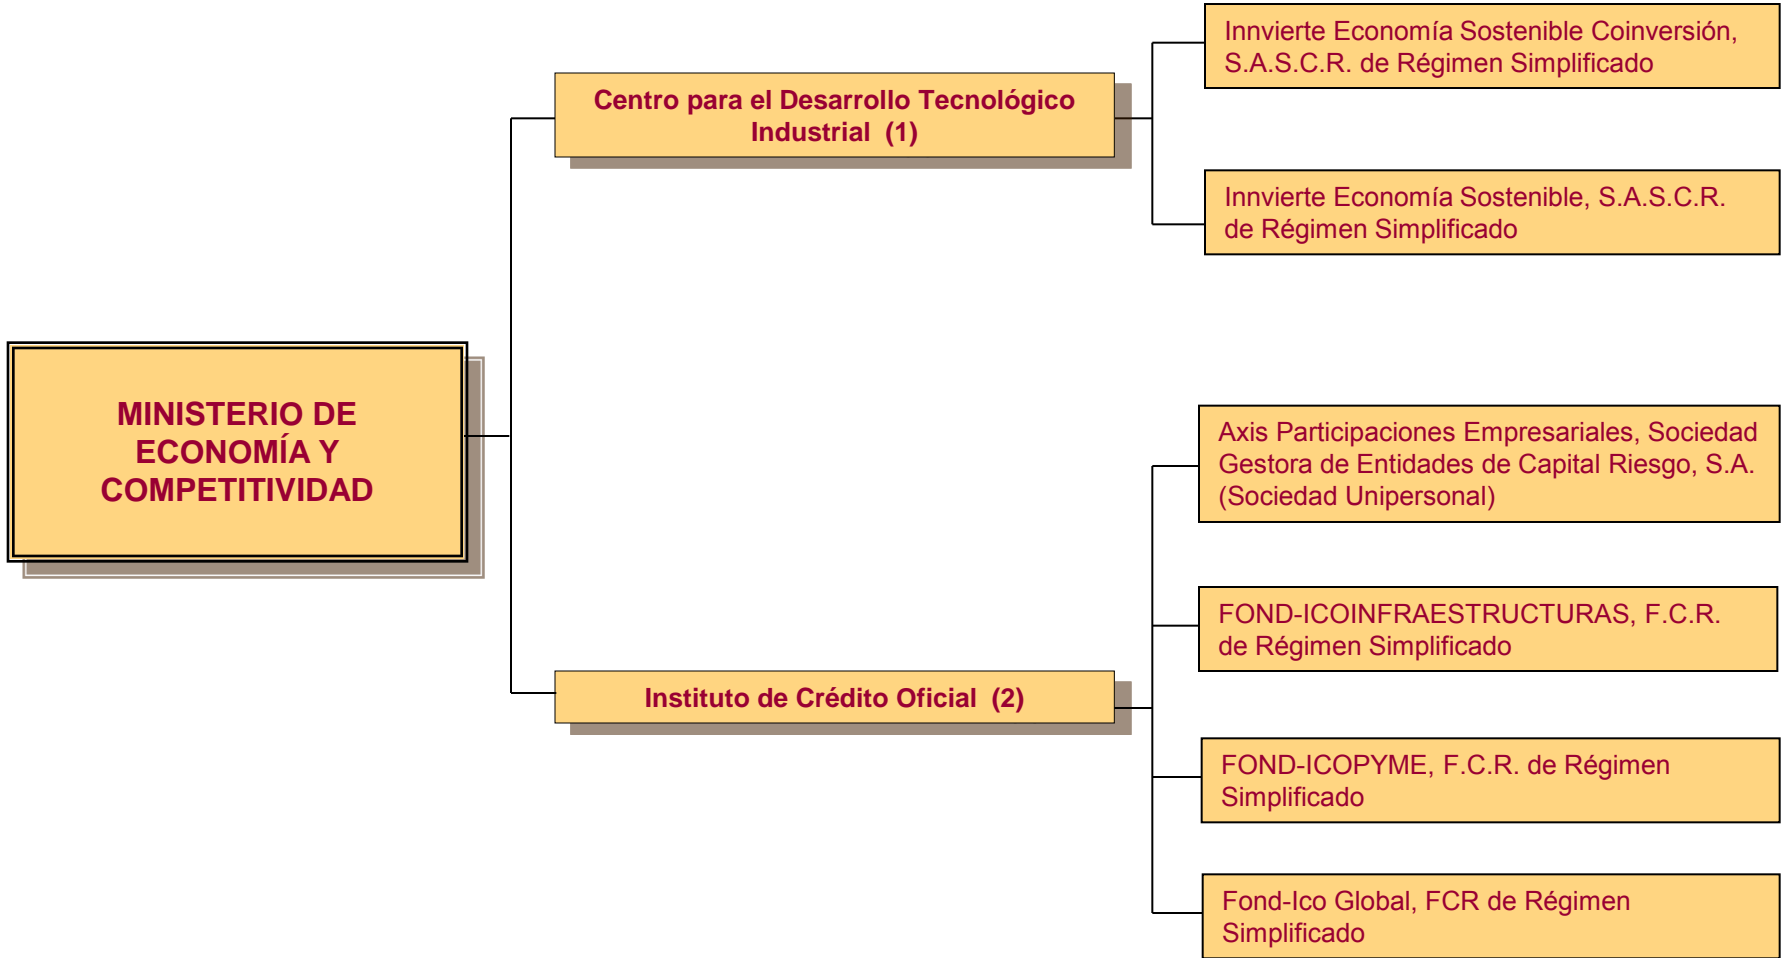 MINISTERIO DE
ECONOMÍA Y
COMPETITIVIDAD
Centro para el Desarrollo Tecnológico
Industrial (1)
Innvierte Economía Sostenible Coinversión,
S.A.S.C.R. de Régimen Simplificado
Innvierte Economía Sostenible, S.A.S.C.R.
de Régimen Simplificado
Instituto de Crédito Oficial (2)
Axis Participaciones Empresariales, Sociedad
Gestora de Entidades de Capital Riesgo, S.A.
(Sociedad Unipersonal)
FOND-ICOINFRAESTRUCTURAS, F.C.R.
de Régimen Simplificado
FOND-ICOPYME, F.C.R. de Régimen
Simplificado
Fond-Ico Global, FCR de Régimen
Simplificado